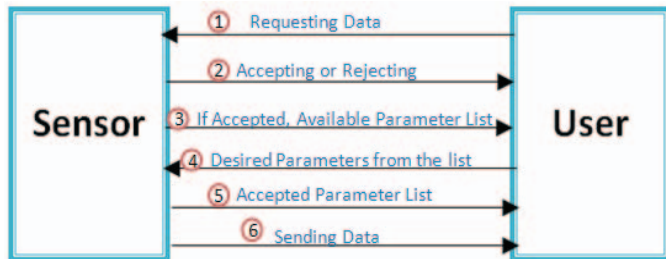 1 Requesting Data
2 Accepting or Rejecting
3 If Accepted, Available Parameter List
Sensor
User
4 Desired Parameters from the list
5 Accepted Parameter List
6 Sending Data